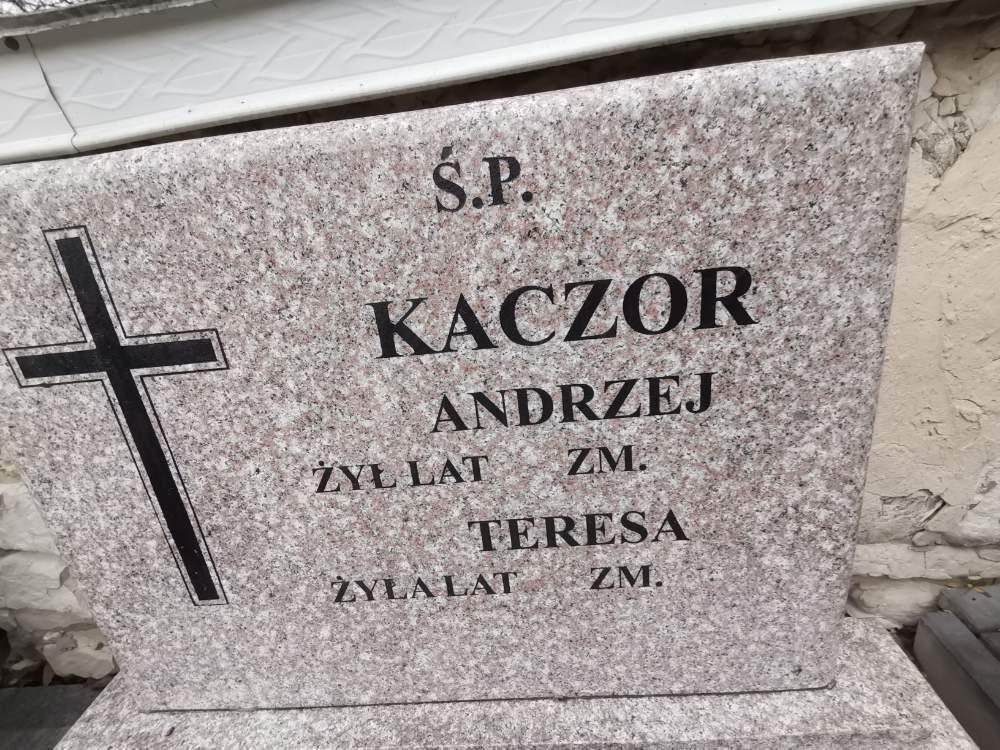 Ś.P.
KACZOR
ANDRZEJ
ŻYŁ LAT ZM.
TERESA
ŻYŁA LAT ZM.